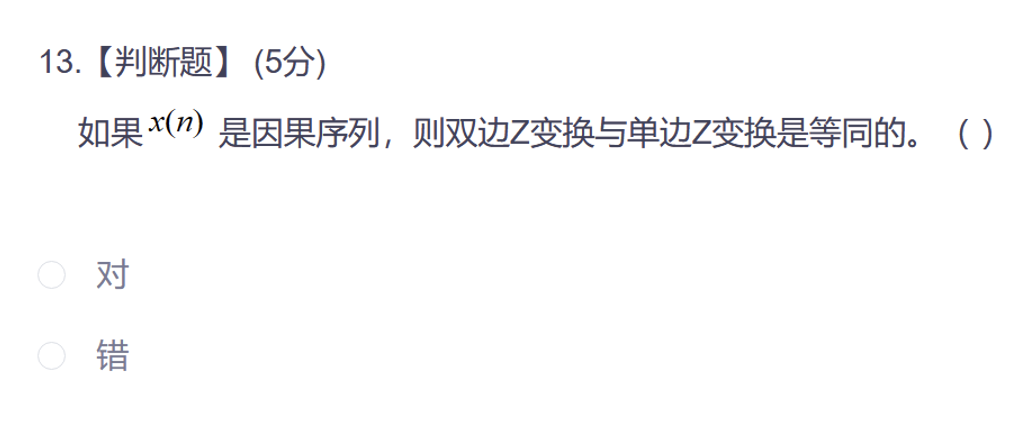 13.【判断题】 (5分)
如果 x(n) 是因果序列，则双边Z变换与单边Z变换是等同的。 ( )
对
错